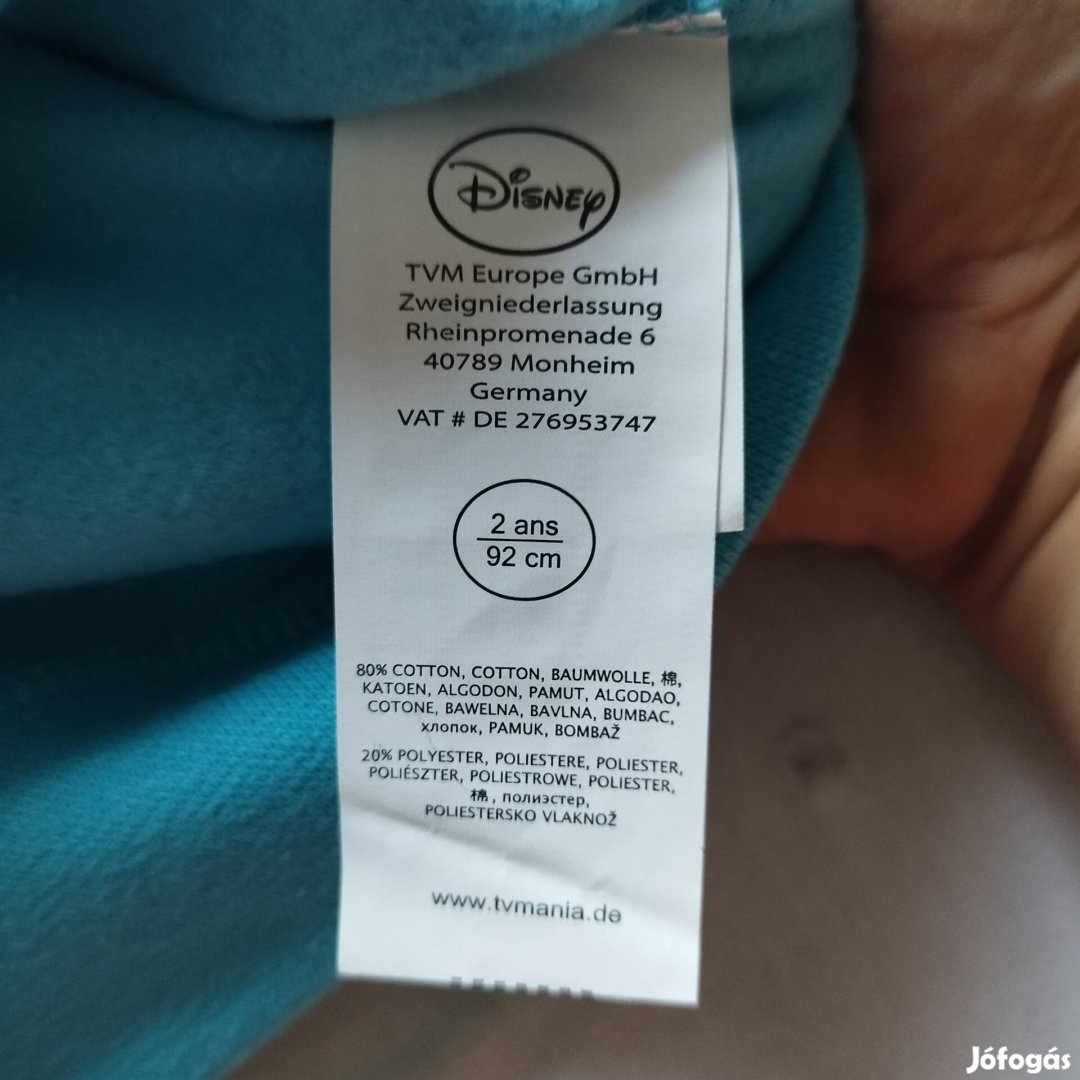 Disney
TVM Europe GmbH
Zweigniederlassung
Rheinpromenade 6
40789 Monheim
Germany
VAT # DE 276953747
2 ans
92 cm
80% COTTON, COTTON, BAUMWOLLE, 棉,
KATOEN, ALGODON, PAMUT, ALGODAO,
COTONE, BAWELNA, BAVLNA, BUMBAC,
хлопок, PAMUK, BOMBAŽ
20% POLYESTER, POLIESTERE, POLIESTER,
POLIÉSZTER, POLIESTROWE, POLIESTER,
棉, полиэстер,
POLIESTERSKO VLAKNOŽ
www.tvmania.de
Jófogás